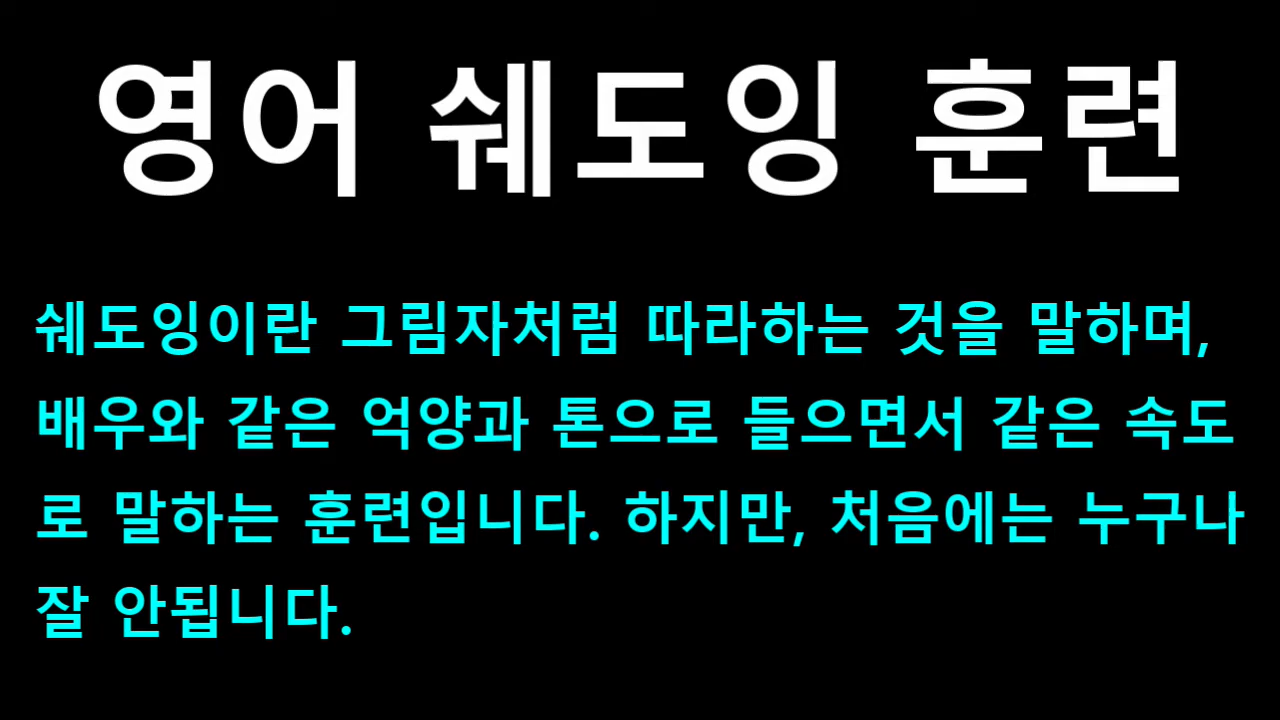 영어 쉐도잉 훈련
쉐도잉이란 그림자처럼 따라하는 것을 말하며,
배우와 같은 억양과 톤으로 들으면서 같은 속도
로 말하는 훈련입니다. 하지만, 처음에는 누구나
잘 안됩니다.